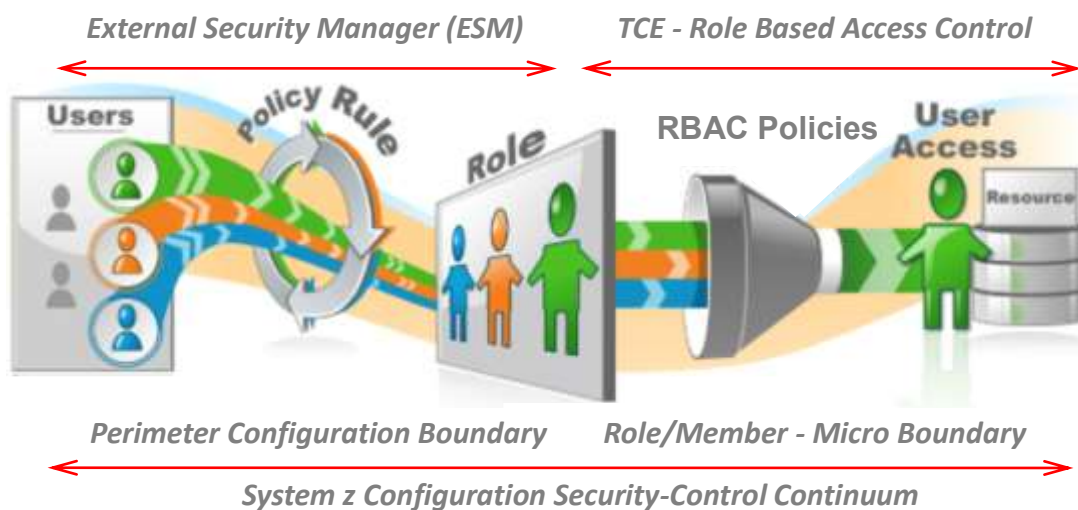 External Security Manager (ESM)
TCE - Role Based Access Control
Users
Policy Rule
Role
RBAC Policies
User
Access
Resource
Perimeter Configuration Boundary
Role/Member - Micro Boundary
System z Configuration Security-Control Continuum